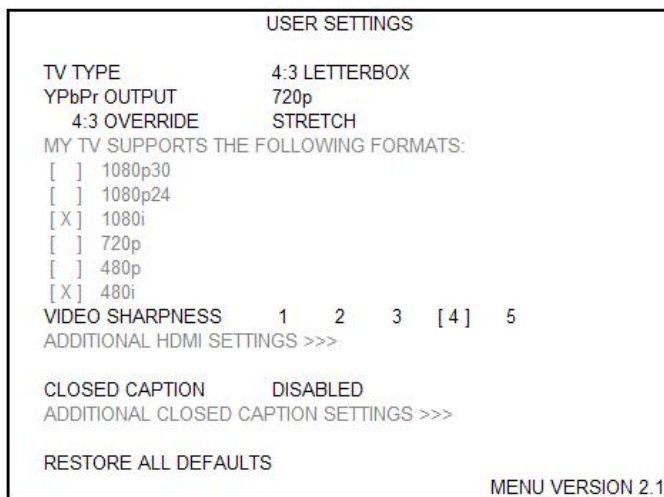 USER SETTINGS
TV TYPE 4:3 LETTERBOX
YPbPr OUTPUT 720p
4:3 OVERRIDE STRETCH
MY TV SUPPORTS THE FOLLOWING FORMATS:
[ ] 1080p30
[ ] 1080p24
[ X ] 1080i
[ ] 720p
[ ] 480p
[ X ] 480i
VIDEO SHARPNESS 1 2 3 [ 4 ] 5
ADDITIONAL HDMI SETTINGS >>>
CLOSED CAPTION DISABLED
ADDITIONAL CLOSED CAPTION SETTINGS >>>
RESTORE ALL DEFAULTS
MENU VERSION 2.1